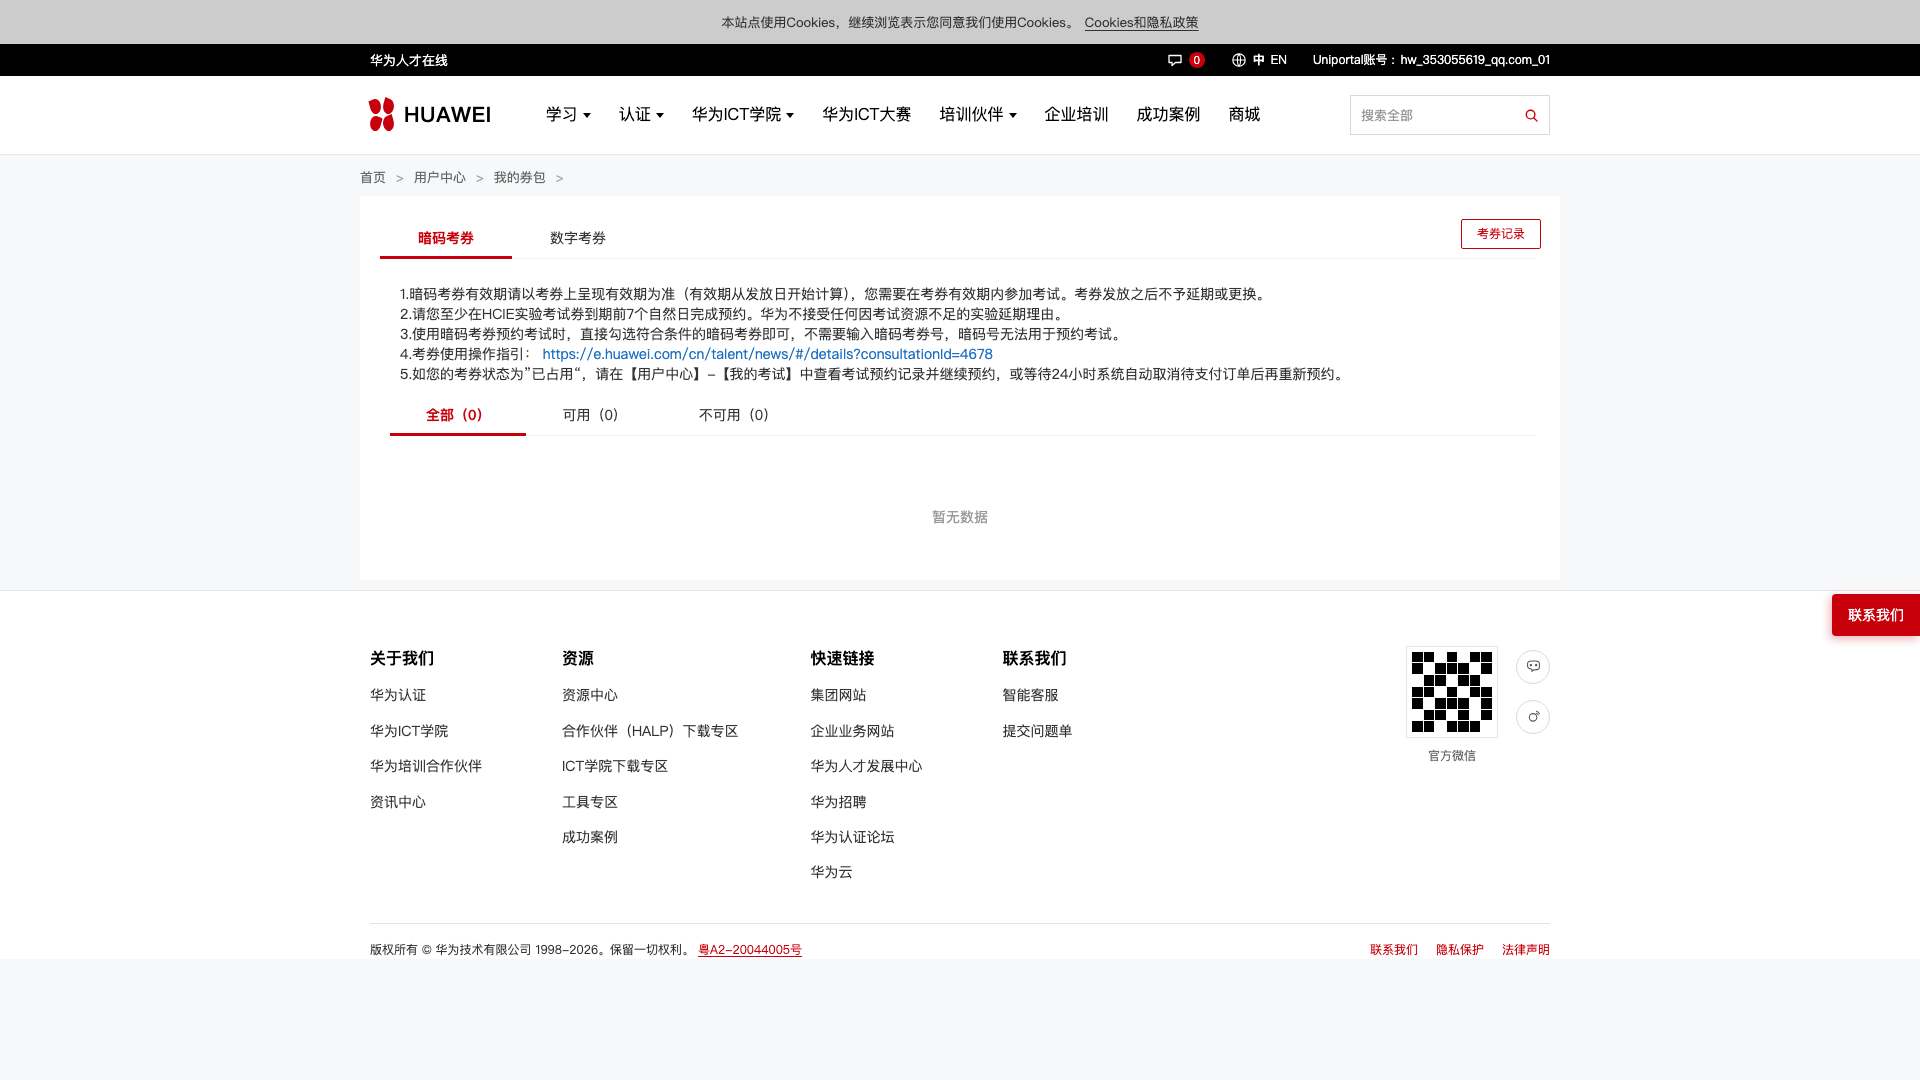 本站点使用Cookies，继续浏览表示您同意我们使用Cookies。 Cookies和隐私政策
华为人才在线 0 中 EN Uniportal账号： hw_353055619_qq.com_01
HUAWEI 学习 认证 华为ICT学院 华为ICT大赛 培训伙伴 企业培训 成功案例 商城 搜索全部
首页 > 用户中心 > 我的券包 >
暗码考券 数字考券 考券记录
1.暗码考券有效期请以考券上呈现有效期为准（有效期从发放日开始计算），您需要在考券有效期内参加考试。考券发放之后不予延期或更换。
2.请您至少在HCIE实验考试券到期前7个自然日完成预约。华为不接受任何因考试资源不足的实验延期理由。
3.使用暗码考券预约考试时，直接勾选符合条件的暗码考券即可，不需要输入暗码考券号，暗码号无法用于预约考试。
4.考券使用操作指引： https://e.huawei.com/cn/talent/news/#/details?consultationId=4678
5.如您的考券状态为”已占用“，请在【用户中心】-【我的考试】中查看考试预约记录并继续预约，或等待24小时系统自动取消待支付订单后再重新预约。
全部（0） 可用（0） 不可用（0）
暂无数据
联系我们
关于我们
华为认证
华为ICT学院
华为培训合作伙伴
资讯中心
资源
资源中心
合作伙伴（HALP）下载专区
ICT学院下载专区
工具专区
成功案例
快速链接
集团网站
企业业务网站
华为人才发展中心
华为招聘
华为认证论坛
华为云
联系我们
智能客服
提交问题单
官方微信
版权所有 © 华为技术有限公司 1998-2026。保留一切权利。 粤A2-20044005号
联系我们 隐私保护 法律声明